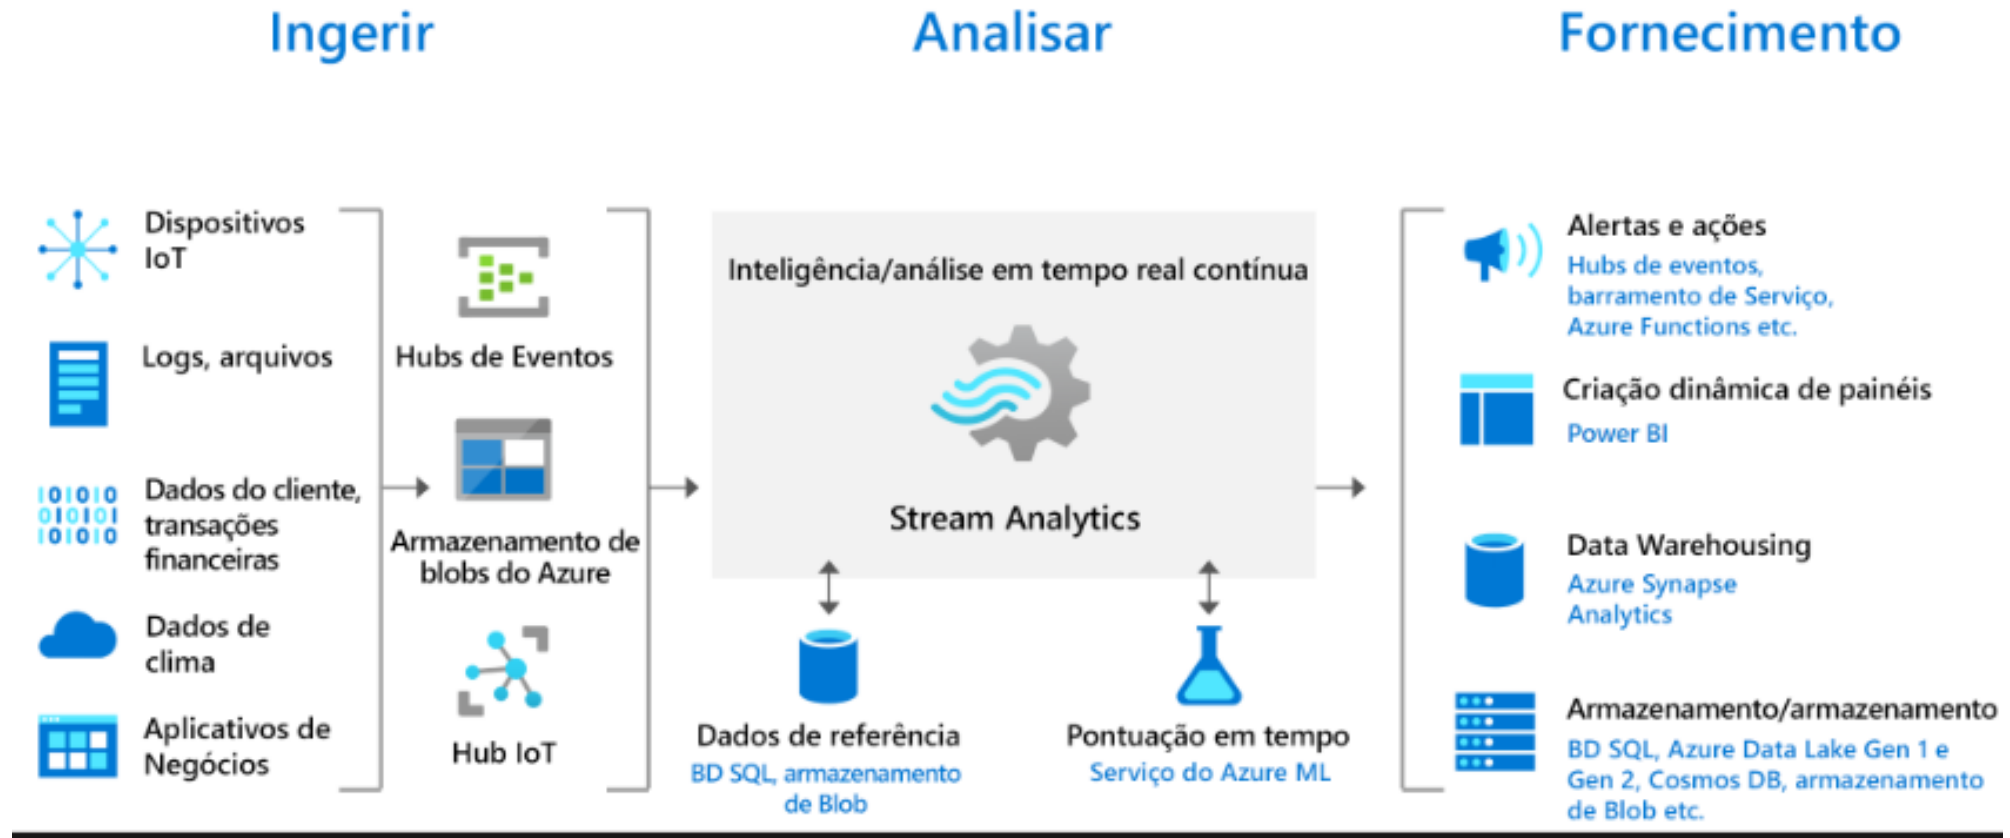 Ingerir
Analisar
Fornecimento
Dispositivos
IoT
Logs, arquivos
Dados do cliente,
transações
financeiras
Dados de
clima
Aplicativos de
Negócios
Hubs de Eventos
Armazenamento de
blobs do Azure
Hub IoT
Inteligência/análise em tempo real contínua
Stream Analytics
Dados de referência
BD SQL, armazenamento
de Blob
Pontuação em tempo
Serviço do Azure ML
Alertas e ações
Hubs de eventos,
barramento de Serviço,
Azure Functions etc.
Criação dinâmica de painéis
Power BI
Data Warehousing
Azure Synapse
Analytics
Armazenamento/armazenamento
BD SQL, Azure Data Lake Gen 1 e
Gen 2, Cosmos DB, armazenamento
de Blob etc.